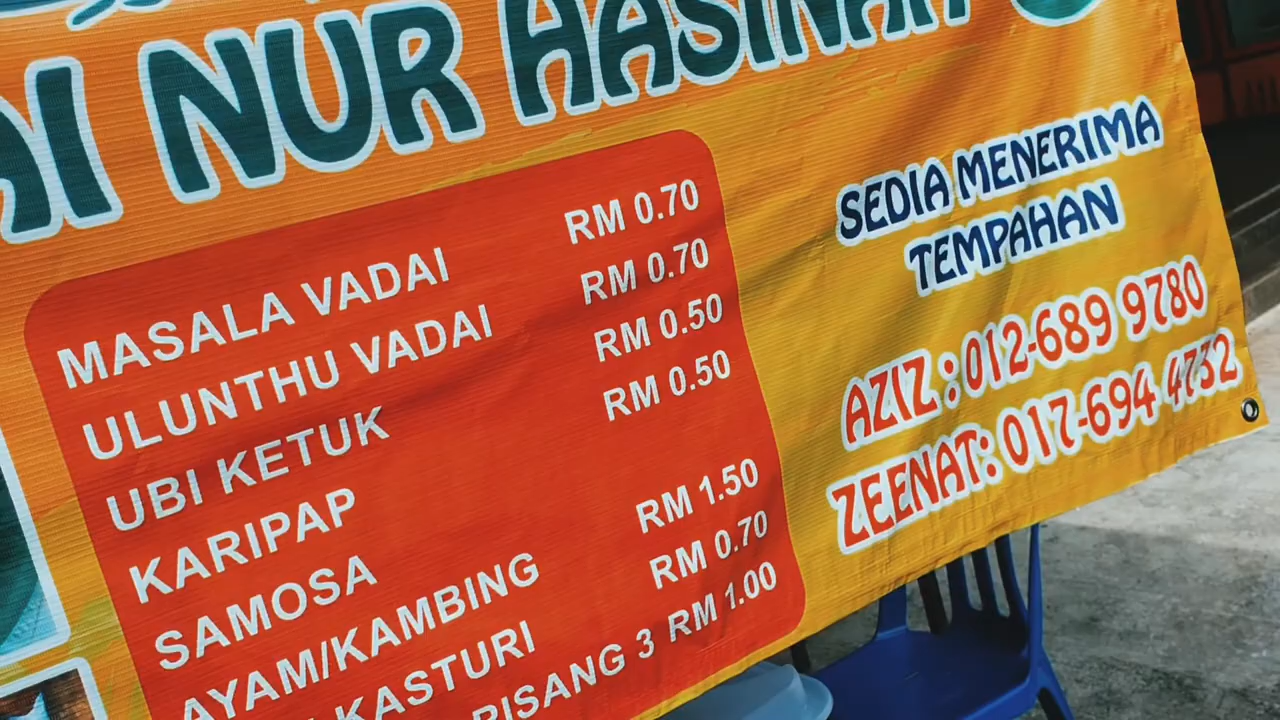 AI NUR HASINAH
MASALA VADAI RM 0.70
ULUNTHU VADAI RM 0.70
UBI KETUK RM 0.50
KARIPAP RM 0.50
SAMOSA
AYAM/KAMBING RM 1.50
KASTURI RM 0.70
PISANG 3 RM 1.00
SEDIA MENERIMA
TEMPAHAN
AZIZ : 012-689 9780
ZEENAT: 017-694 4732